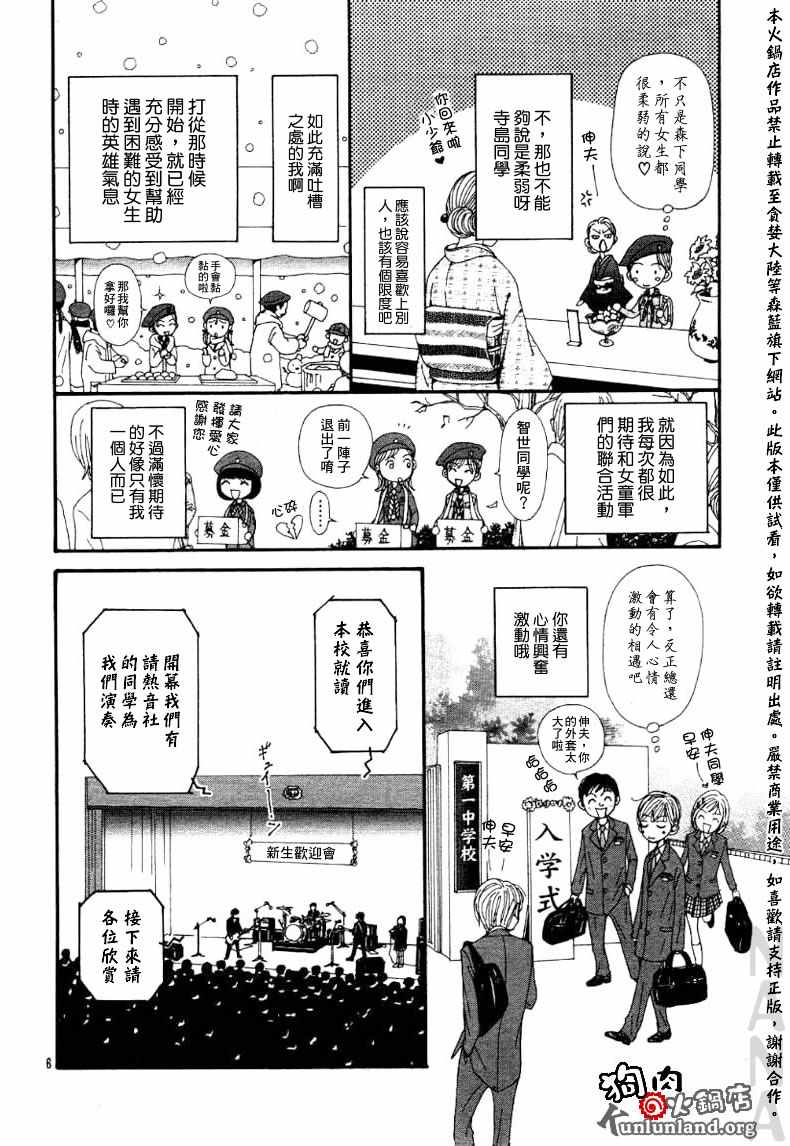 不只是森下同學
，所有女生都
很柔弱的說♡
伸夫～
不，那也不能
夠說是柔弱呀
寺島同學
你回來啦
小少爺♥
應該說容易喜歡上別
人，也該有個限度吧
如此充滿吐槽
之處的我啊
打從那時候
開始，就已經
充分感受到幫助
遇到困難的女生
時的英雄氣息
手會黏
黏的啦
那我幫你
拿好囉♡
就因為如此，
我每次都很
期待和女童軍
們的聯合活動
智世同學呢？
前一陣子
退出了唷
……
心碎
請大家
發揮愛心
感謝您
募金
募金
募金
不過滿懷期待
的好像只有我
一個人而已
算了，反正總還
會有令人心情
激動的相遇吧
你還有
心情興奮
激動哦
伸夫同學
早安～
伸夫，你
的外套太
大了啦
哈哈哈
早安～
伸夫
第一中学校
入学式
恭喜你們進入
本校就讀
開幕我們有
請熱音社
的同學為
我們演奏
ギュイーン
新生歡迎會
接下來請
各位欣賞
6
本火鍋店作品禁止轉載至貪婪大陸等森藍旗下網站。此版本僅供試看，如欲轉載請註明出處。嚴禁商業用途，如喜歡請支持正版，謝謝合作。
NANA
狗肉
火鍋店
Kunlunland.org